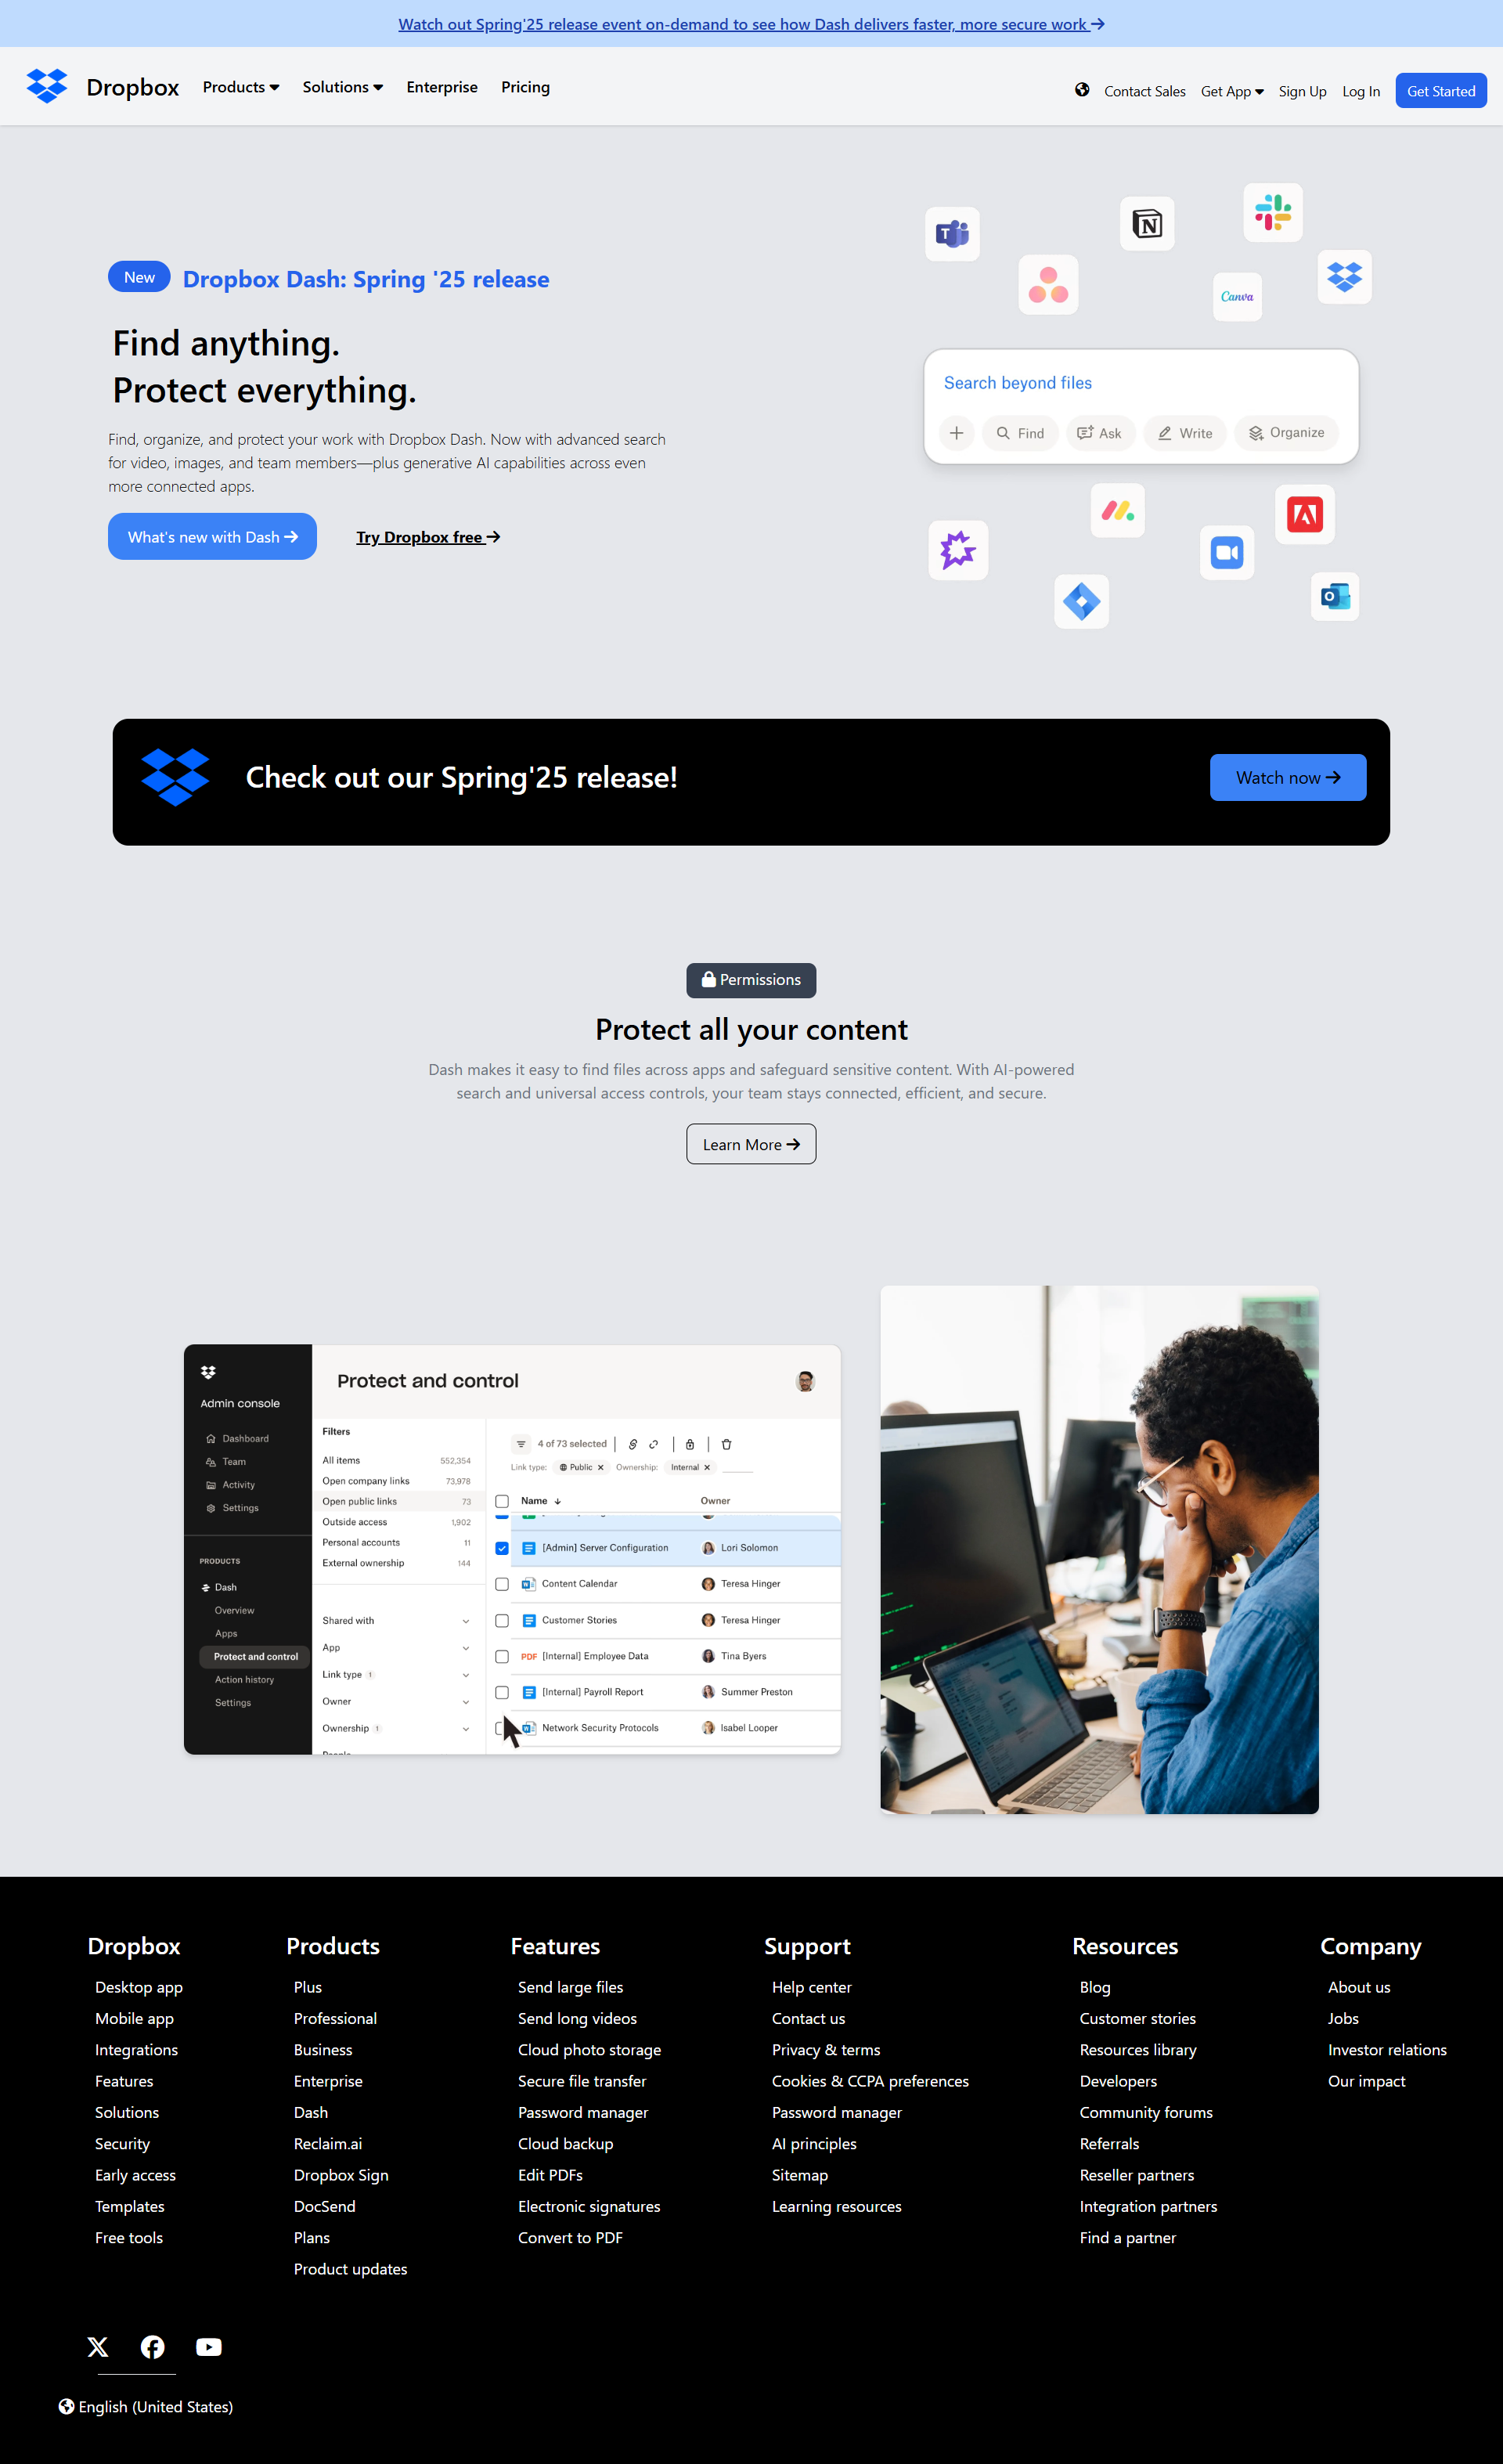 Watch out Spring'25 release event on-demand to see how Dash delivers faster, more secure work
Dropbox
Products
Solutions
Enterprise
Pricing
Contact Sales
Get App
Sign Up
Log In
Get Started
New
Dropbox Dash: Spring '25 release
Find anything.
Protect everything.
Find, organize, and protect your work with Dropbox Dash. Now with advanced search
for video, images, and team members—plus generative AI capabilities across even
more connected apps.
What's new with Dash
Try Dropbox free
T
N
Canva
Search beyond files
Find
Ask
Write
Organize
O
Check out our Spring'25 release!
Watch now
Permissions
Protect all your content
Dash makes it easy to find files across apps and safeguard sensitive content. With AI-powered
search and universal access controls, your team stays connected, efficient, and secure.
Learn More
Admin console
Dashboard
Team
Activity
Settings
PRODUCTS
Dash
Overview
Apps
Protect and control
Action history
Settings
Protect and control
Filters
All items 552,354
Open company links 73,978
Open public links 73
Outside access 1,902
Personal accounts 11
External ownership 144
Shared with
App
Link type 1
Owner
Ownership 1
People
4 of 73 selected
Link type: Public Ownership: Internal
Name Owner
[Admin] Server Configuration Lori Solomon
Content Calendar Teresa Hinger
Customer Stories Teresa Hinger
PDF [Internal] Employee Data Tina Byers
[Internal] Payroll Report Summer Preston
Network Security Protocols Isabel Looper
Dropbox
Desktop app
Mobile app
Integrations
Features
Solutions
Security
Early access
Templates
Free tools
Products
Plus
Professional
Business
Enterprise
Dash
Reclaim.ai
Dropbox Sign
DocSend
Plans
Product updates
Features
Send large files
Send long videos
Cloud photo storage
Secure file transfer
Password manager
Cloud backup
Edit PDFs
Electronic signatures
Convert to PDF
Support
Help center
Contact us
Privacy & terms
Cookies & CCPA preferences
Password manager
AI principles
Sitemap
Learning resources
Resources
Blog
Customer stories
Resources library
Developers
Community forums
Referrals
Reseller partners
Integration partners
Find a partner
Company
About us
Jobs
Investor relations
Our impact
English (United States)